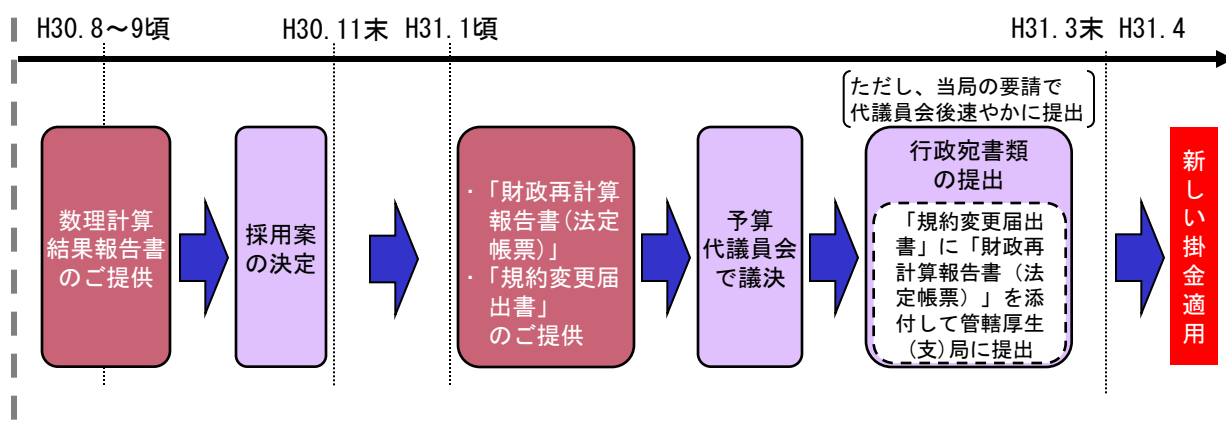 H30.8～9頃
H30.11末
H31.1頃
H31.3末
H31.4
ただし、当局の要請で
代議員会後速やかに提出
数理計算
結果報告書
のご提供
採用案
の決定
・「財政再計算
報告書(法定
帳票)」
・「規約変更届
出書」
のご提供
予算
代議員会
で議決
行政宛書類
の提出
「規約変更届出
書」に「財政再
計算報告書（法
定帳票）」を添
付して管轄厚生
(支)局に提出
新しい掛金適用